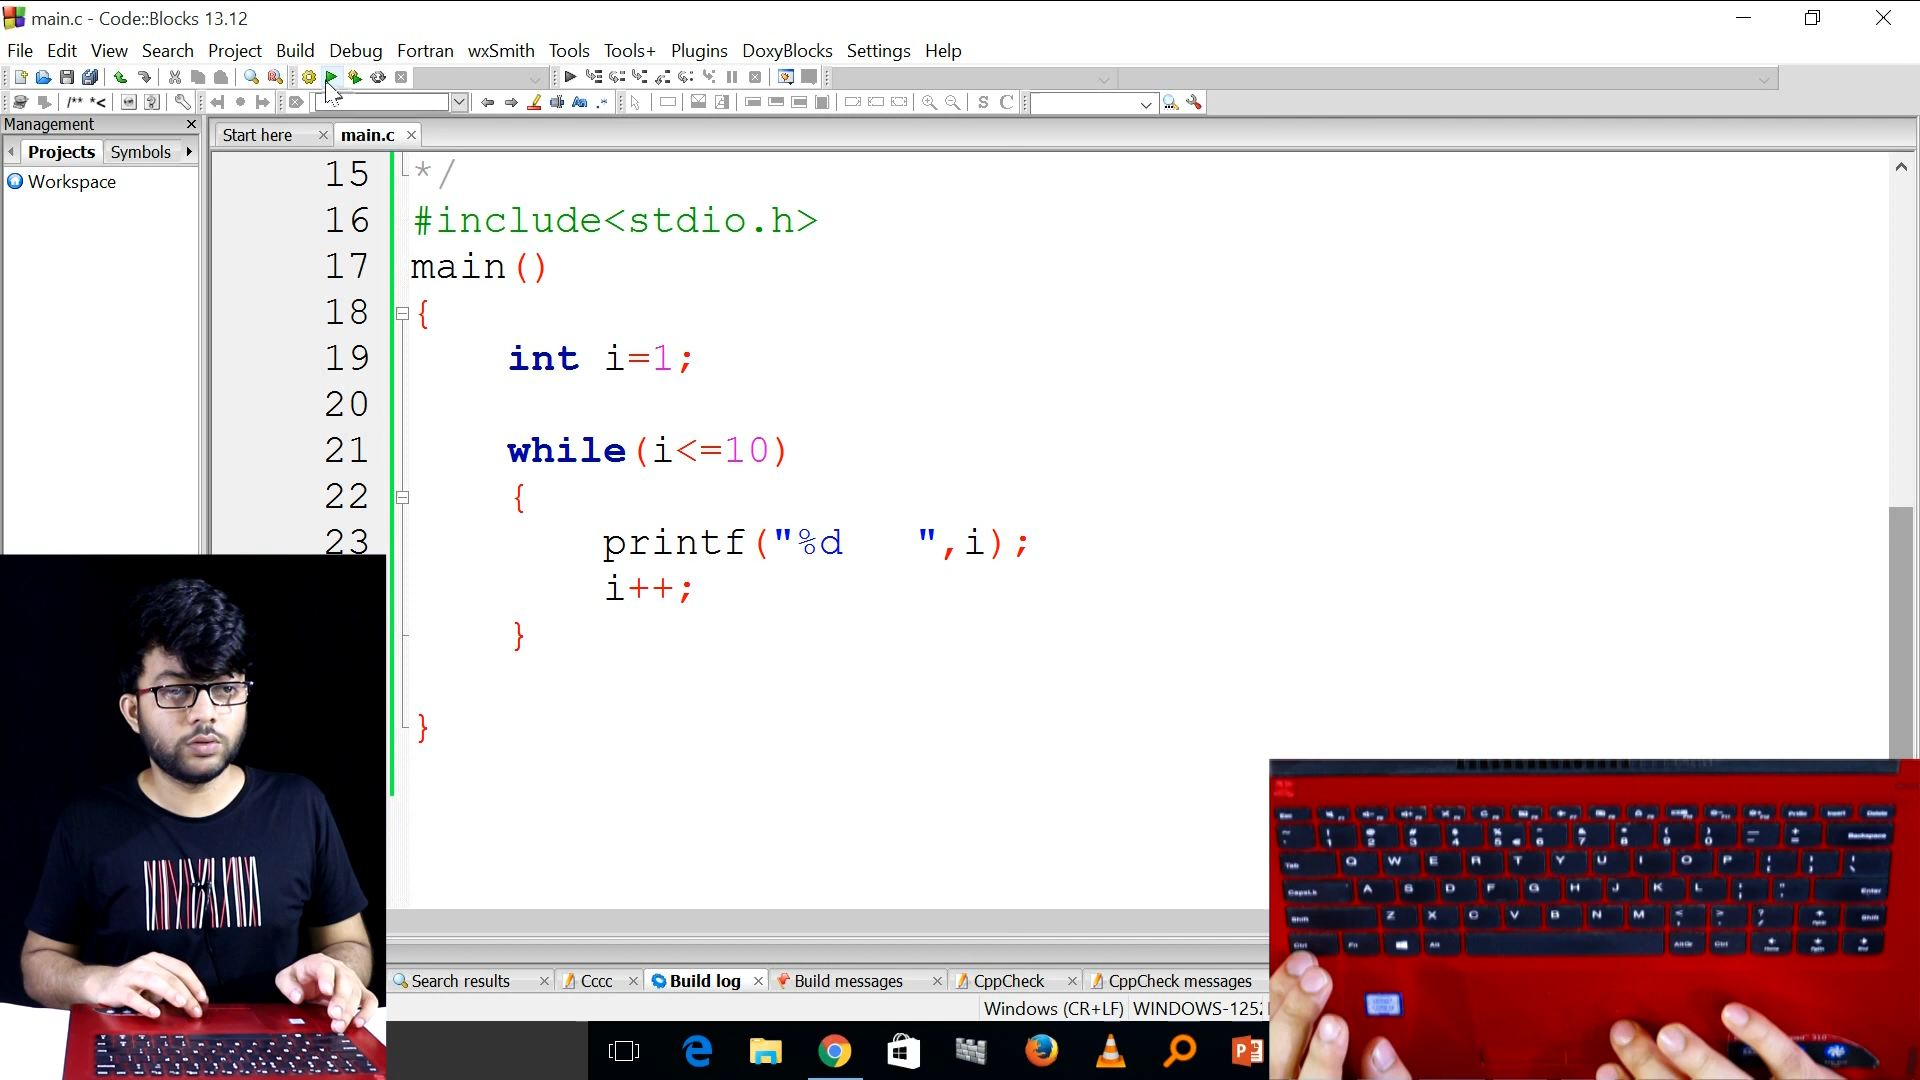 main.c - Code::Blocks 13.12
File Edit View Search Project Build Debug Fortran wxSmith Tools Tools+ Plugins DoxyBlocks Settings Help
/** *<
Management
Start here main.c
Projects Symbols
Workspace
15 */
16 #include<stdio.h>
17 main()
18 {
19 int i=1;
20
21 while(i<=10)
22 {
23 printf("%d   ",i);
i++;
}
}
Search results Cccc Build log Build messages CppCheck CppCheck messages
Windows (CR+LF) WINDOWS-1252
Q W E R T Y U I O P
A S D F G H J K L
Z X C V B N M